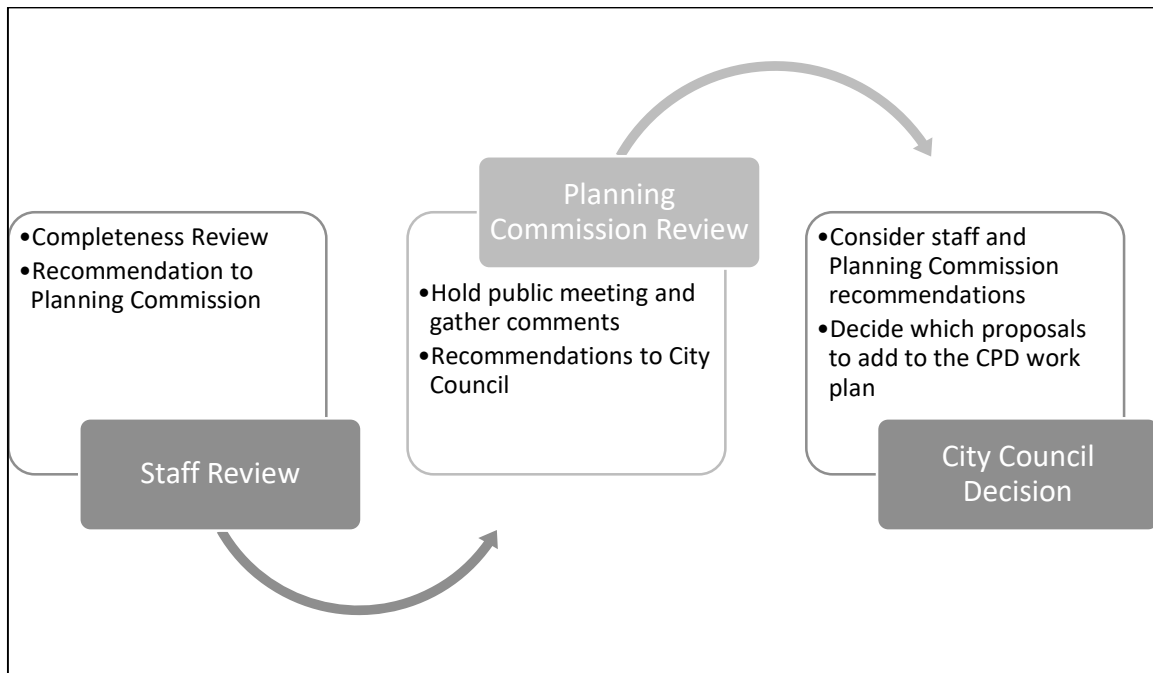 •Completeness Review
•Recommendation to
Planning Commission
Staff Review
Planning
Commission Review
•Hold public meeting and
gather comments
•Recommendations to City
Council
•Consider staff and
Planning Commission
recommendations
•Decide which proposals
to add to the CPD work
plan
City Council
Decision